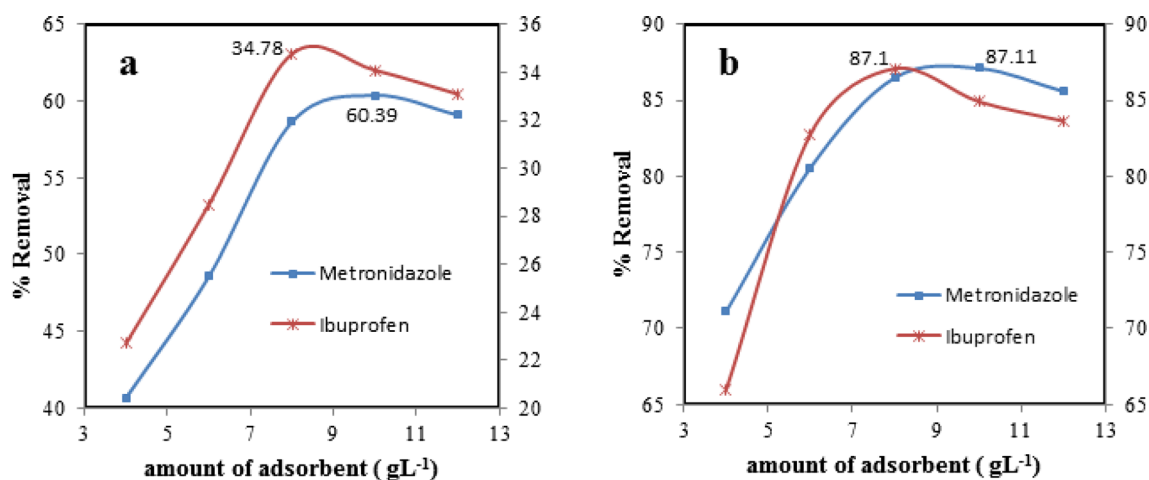 a
65
60
55
50
45
40
36
34
32
30
28
26
24
22
20
34.78
60.39
Metronidazole
Ibuprofen
% Removal
3 5 7 9 11 13
amount of adsorbent ( gL-1)
b
90
85
80
75
70
65
90
85
80
75
70
65
87.1
87.11
Metronidazole
Ibuprofen
% Removal
3 5 7 9 11 13
amount of adsorbent ( gL-1)